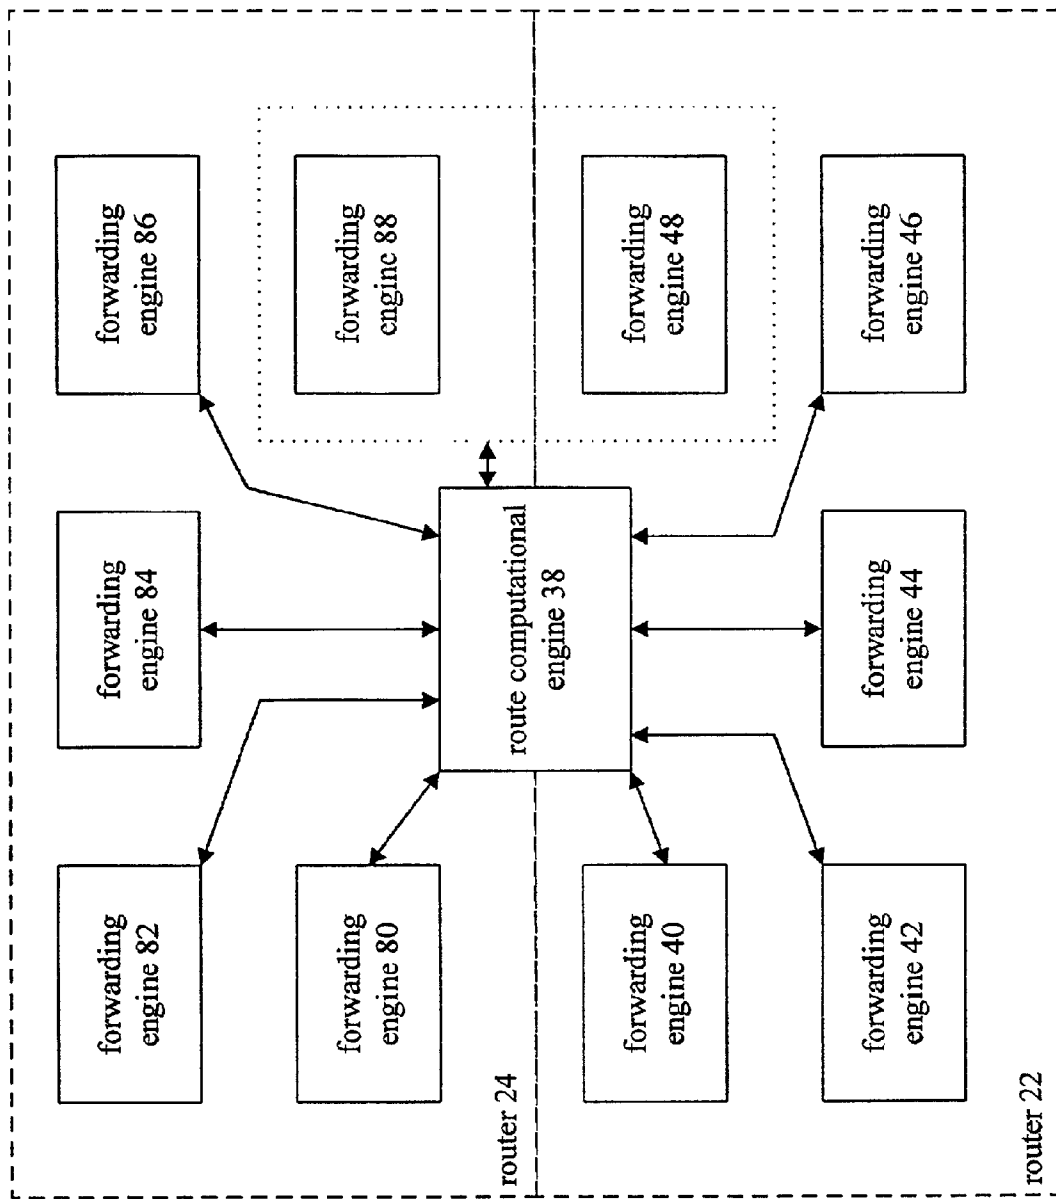 forwarding
engine 82
forwarding
engine 84
forwarding
engine 86
forwarding
engine 80
forwarding
engine 88
router 24
route computational
engine 38
forwarding
engine 40
forwarding
engine 48
forwarding
engine 42
forwarding
engine 44
forwarding
engine 46
router 22